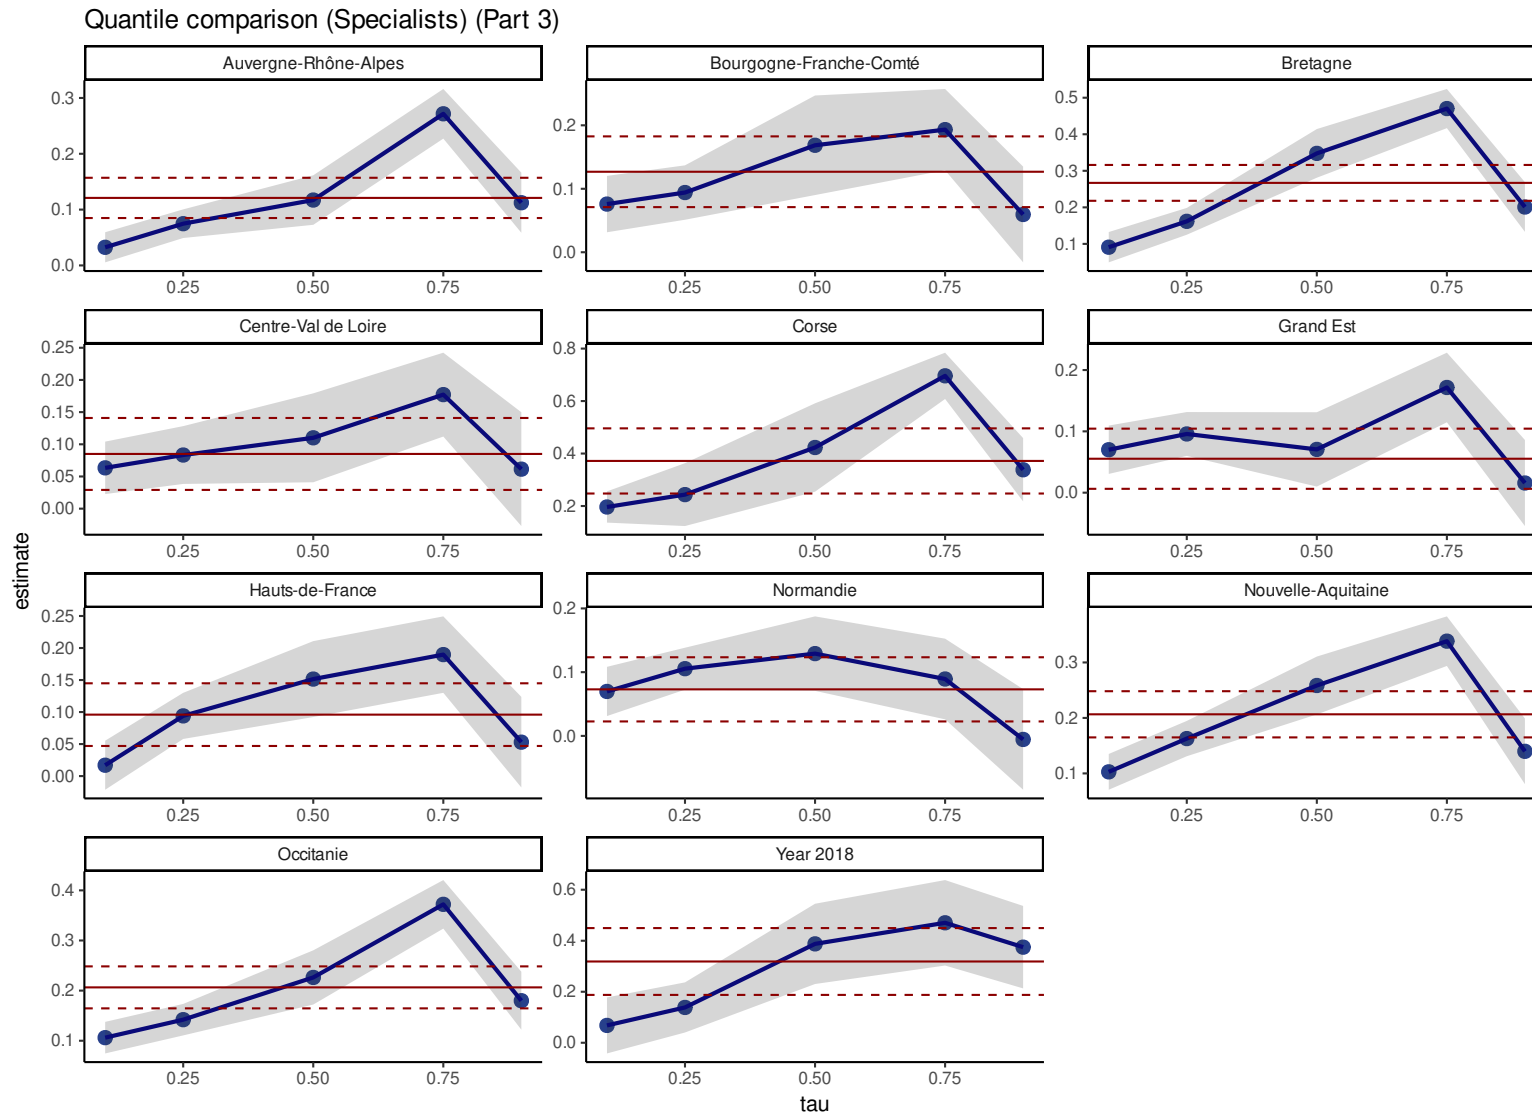 Quantile comparison (Specialists) (Part 3)
Auvergne-Rhône-Alpes
Bourgogne-Franche-Comté
Bretagne
0.3
0.2
0.1
0.0
0.2
0.1
0.0
0.5
0.4
0.3
0.2
0.1
0.25 0.50 0.75
0.25 0.50 0.75
0.25 0.50 0.75
Centre-Val de Loire
Corse
Grand Est
0.25
0.20
0.15
0.10
0.05
0.00
0.8
0.6
0.4
0.2
0.2
0.1
0.0
0.25 0.50 0.75
0.25 0.50 0.75
0.25 0.50 0.75
estimate
Hauts-de-France
Normandie
Nouvelle-Aquitaine
0.25
0.20
0.15
0.10
0.05
0.00
0.2
0.1
0.0
0.3
0.2
0.1
0.25 0.50 0.75
0.25 0.50 0.75
0.25 0.50 0.75
Occitanie
Year 2018
0.4
0.3
0.2
0.1
0.6
0.4
0.2
0.0
0.25 0.50 0.75
0.25 0.50 0.75
tau